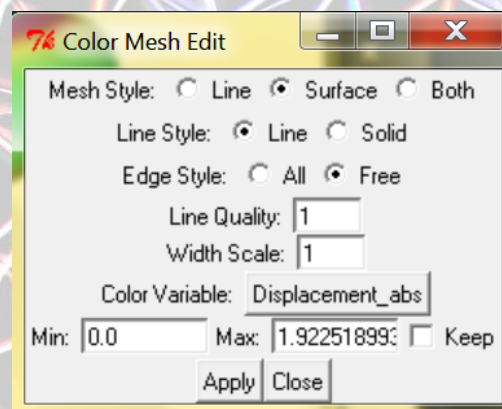 Color Mesh Edit
Mesh Style: Line Surface Both
Line Style: Line Solid
Edge Style: All Free
Line Quality: 1
Width Scale: 1
Color Variable: Displacement_abs
Min: 0.0 Max: 1.922518993 Keep
Apply Close